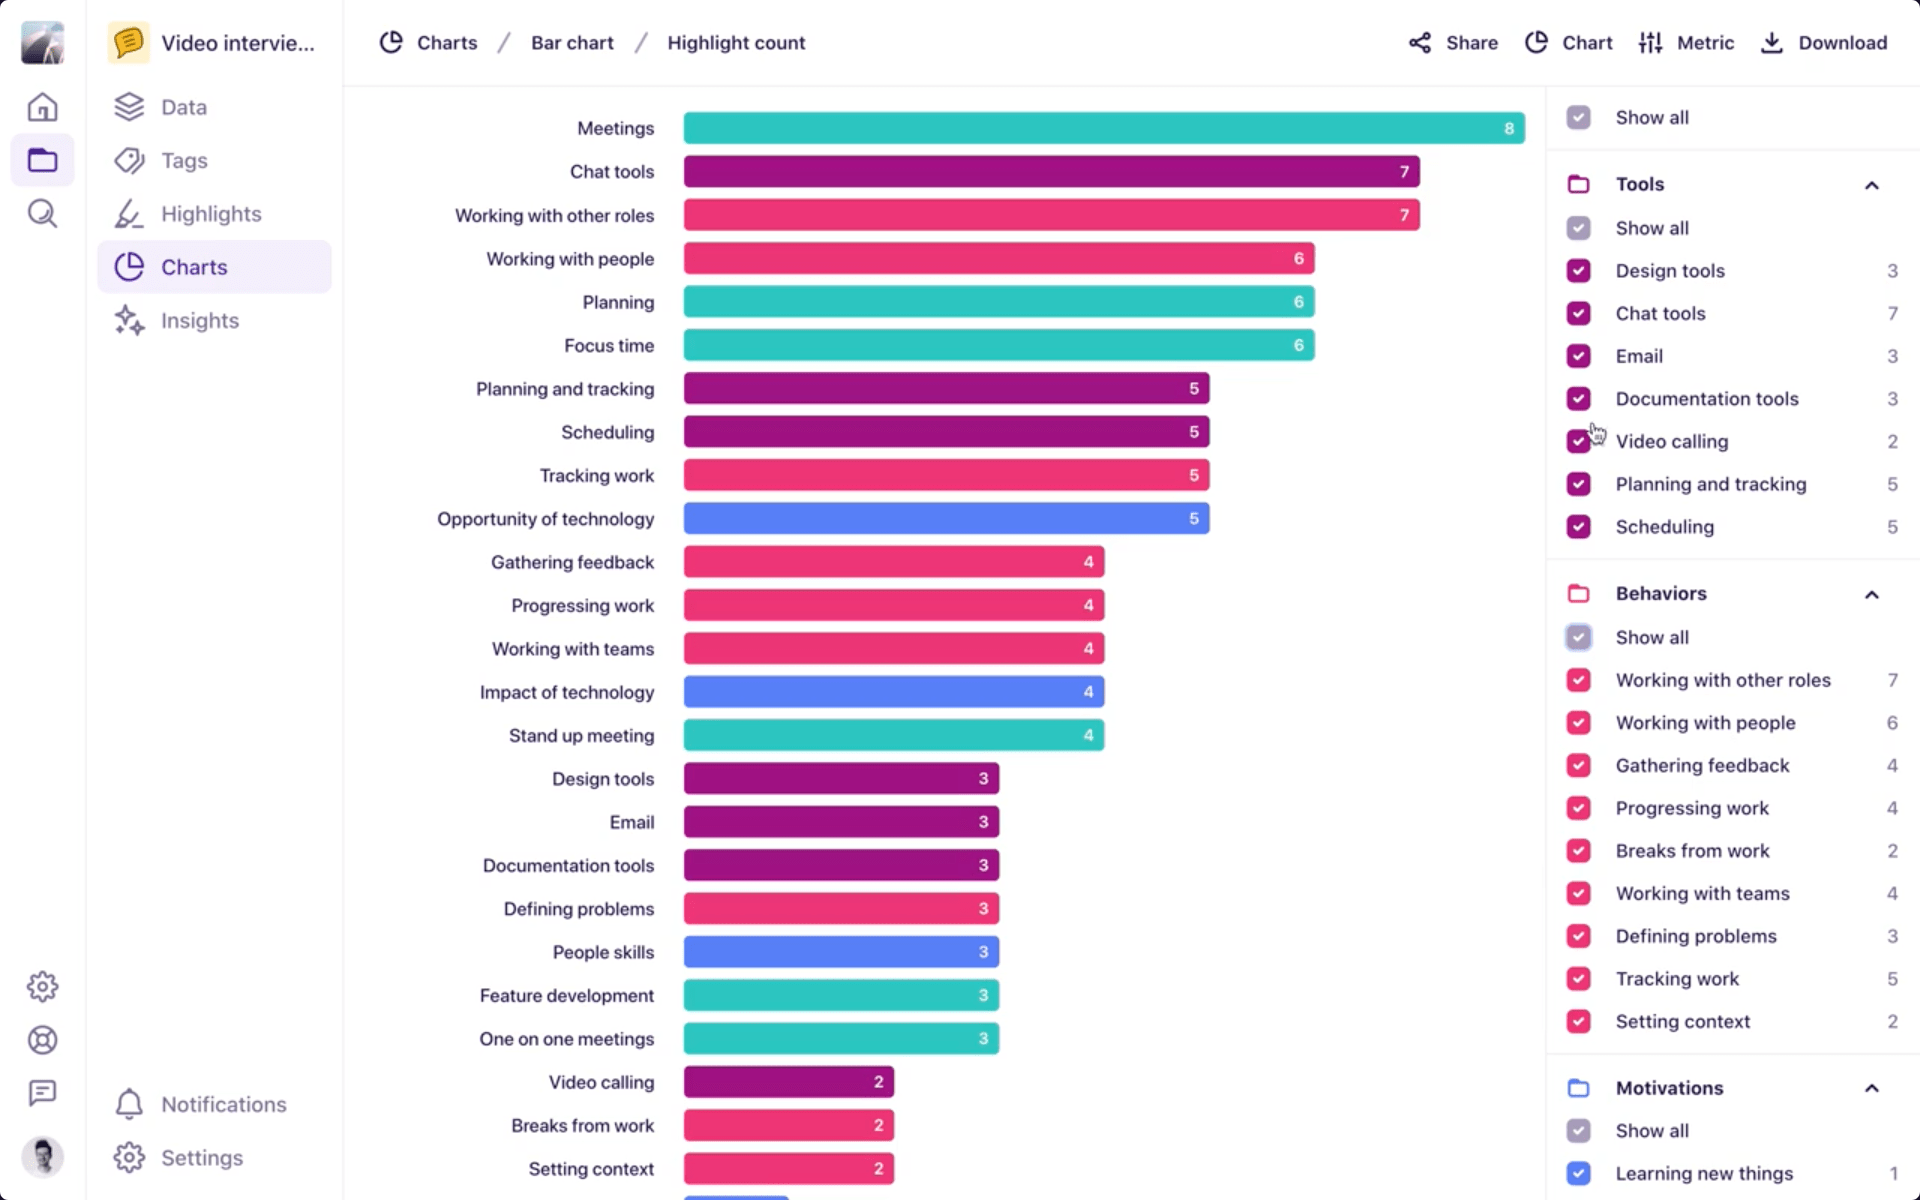 Video intervie...
Data
Tags
Highlights
Charts
Insights
Notifications
Settings
Charts / Bar chart / Highlight count
Share Chart Metric Download
Meetings 8
Chat tools 7
Working with other roles 7
Working with people 6
Planning 6
Focus time 6
Planning and tracking 5
Scheduling 5
Tracking work 5
Opportunity of technology 5
Gathering feedback 4
Progressing work 4
Working with teams 4
Impact of technology 4
Stand up meeting 4
Design tools 3
Email 3
Documentation tools 3
Defining problems 3
People skills 3
Feature development 3
One on one meetings 3
Video calling 2
Breaks from work 2
Setting context 2
Show all
Tools
Show all
Design tools 3
Chat tools 7
Email 3
Documentation tools 3
Video calling 2
Planning and tracking 5
Scheduling 5
Behaviors
Show all
Working with other roles 7
Working with people 6
Gathering feedback 4
Progressing work 4
Breaks from work 2
Working with teams 4
Defining problems 3
Tracking work 5
Setting context 2
Motivations
Show all
Learning new things 1